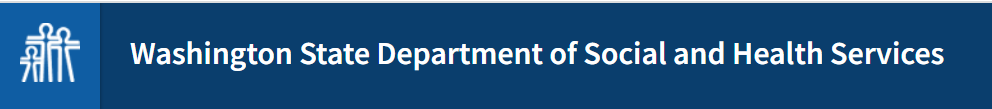 Washington State Department of Social and Health Services